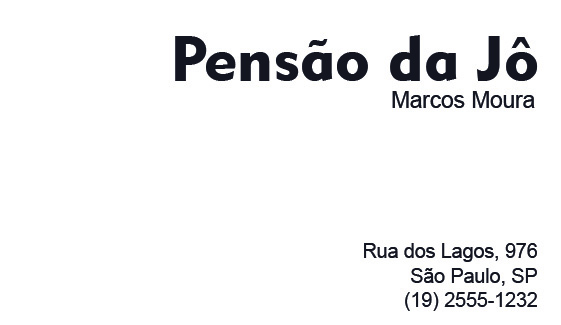 Pensão da Jô
Marcos Moura
Rua dos Lagos, 976
São Paulo, SP
(19) 2555-1232